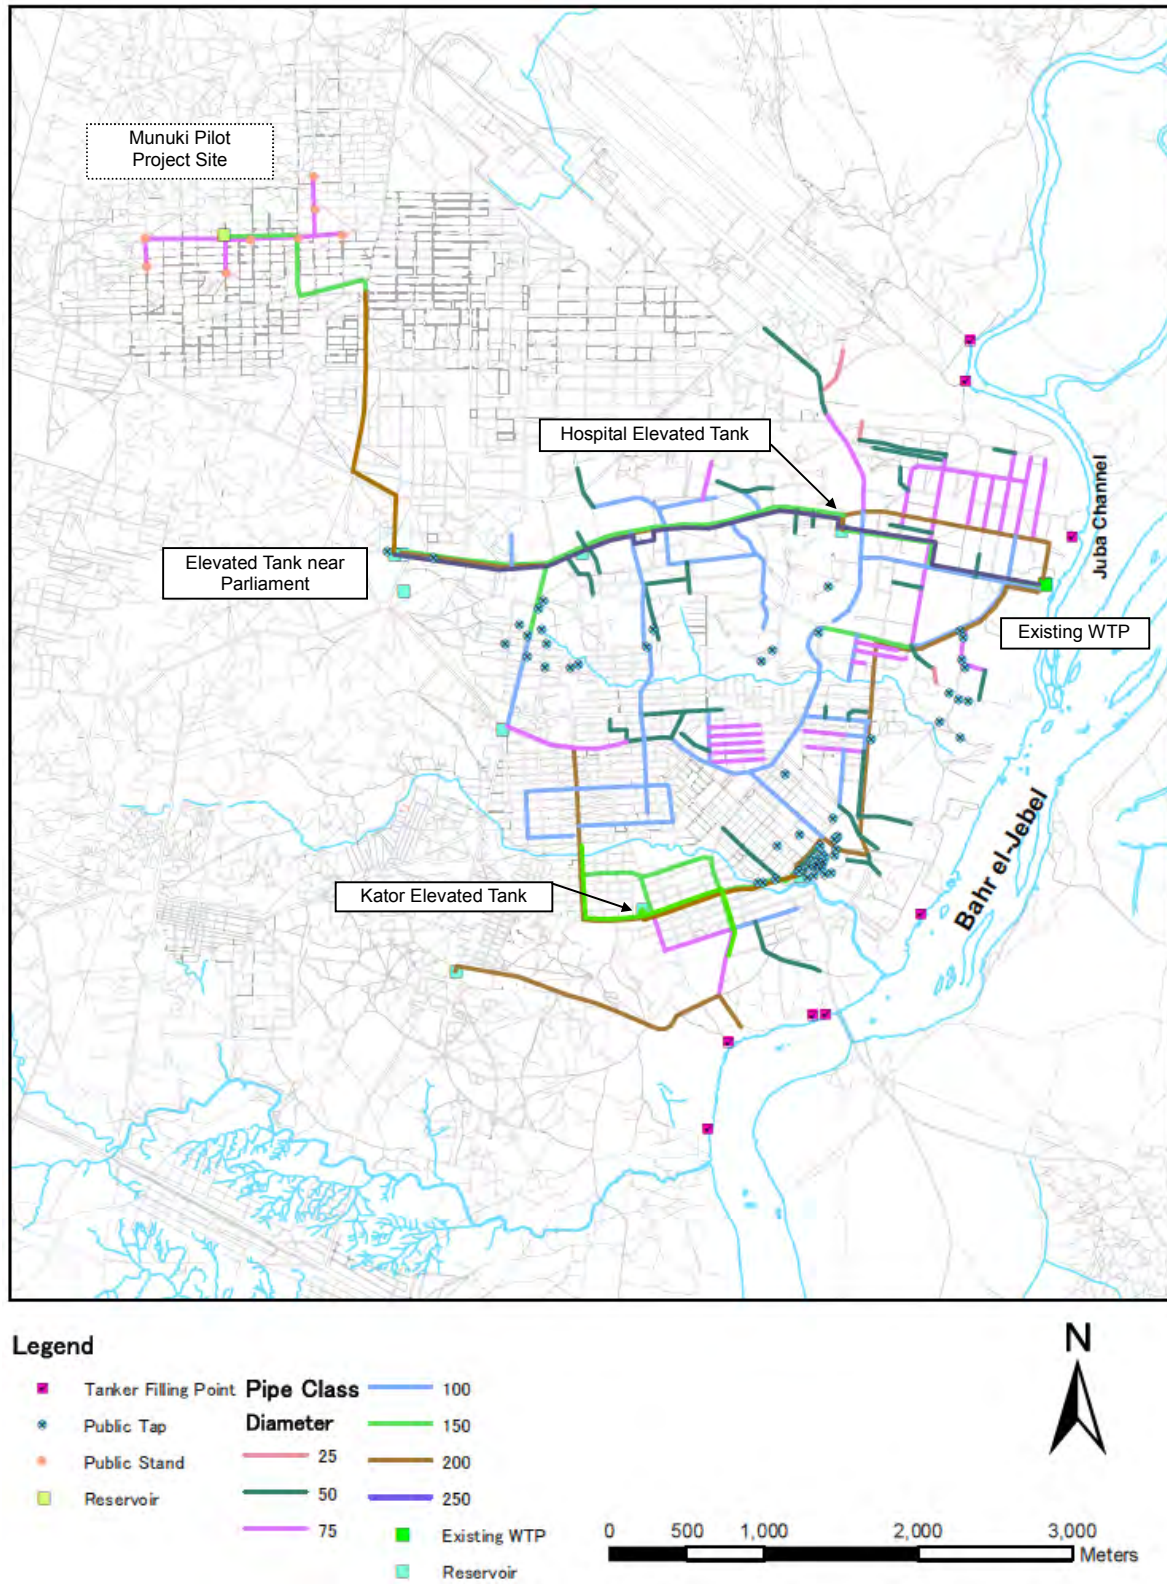 Munuki Pilot
Project Site
Hospital Elevated Tank
Juba Channel
Elevated Tank near
Parliament
Existing WTP
Bahr el-Jebel
Kator Elevated Tank
Legend
Tanker Filling Point
Public Tap
Public Stand
Reservoir
Pipe Class
Diameter
25
50
75
100
150
200
250
Existing WTP
Reservoir
N
0 500 1,000 2,000 3,000
Meters